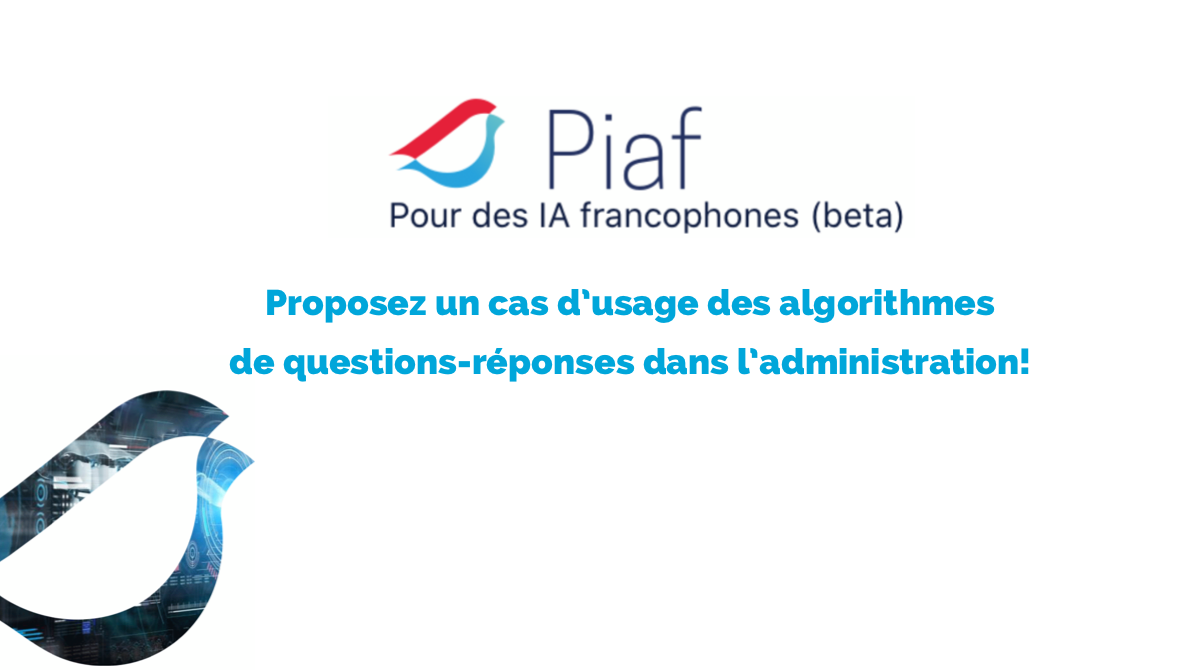 Piaf
Pour des IA francophones (beta)
Proposez un cas d’usage des algorithmes
de questions-réponses dans l’administration!